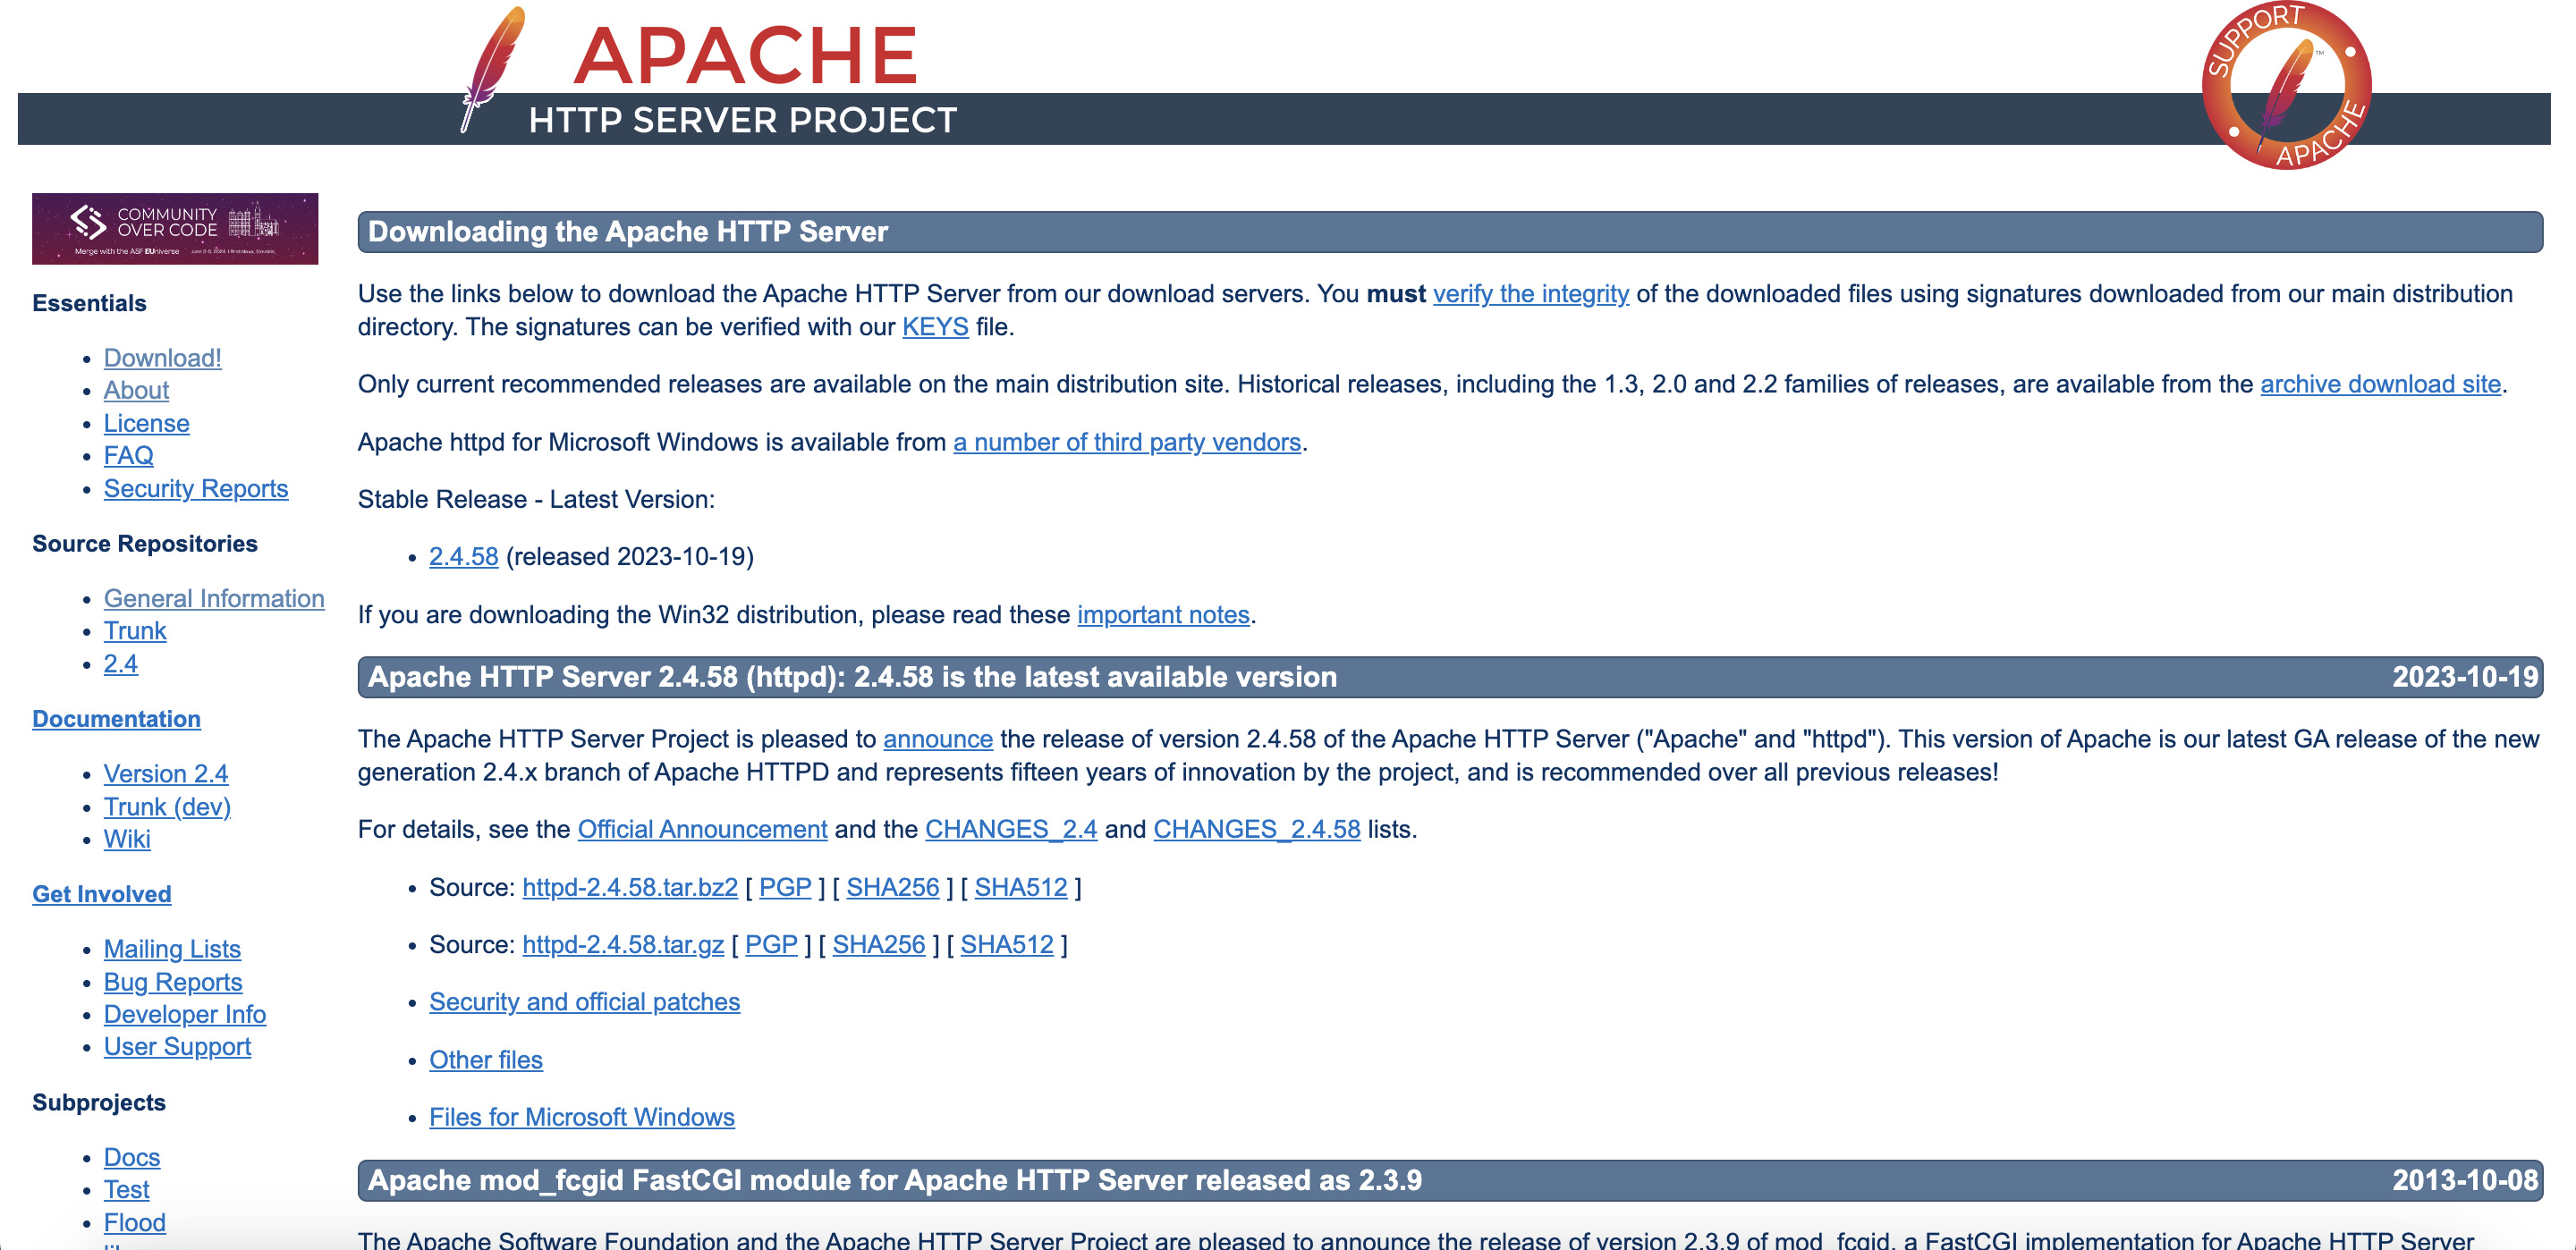 APACHE
HTTP SERVER PROJECT
SUPPORT
APACHE
TM
COMMUNITY
OVER CODE
Merge with the ASF EUniverse June 3-5, 2024 | Bratislava, Slovakia
Essentials
Download!
About
License
FAQ
Security Reports
Source Repositories
General Information
Trunk
2.4
Documentation
Version 2.4
Trunk (dev)
Wiki
Get Involved
Mailing Lists
Bug Reports
Developer Info
User Support
Subprojects
Docs
Test
Flood
Downloading the Apache HTTP Server
Use the links below to download the Apache HTTP Server from our download servers. You must verify the integrity of the downloaded files using signatures downloaded from our main distribution
directory. The signatures can be verified with our KEYS file.
Only current recommended releases are available on the main distribution site. Historical releases, including the 1.3, 2.0 and 2.2 families of releases, are available from the archive download site.
Apache httpd for Microsoft Windows is available from a number of third party vendors.
Stable Release - Latest Version:
2.4.58 (released 2023-10-19)
If you are downloading the Win32 distribution, please read these important notes.
Apache HTTP Server 2.4.58 (httpd): 2.4.58 is the latest available version 2023-10-19
The Apache HTTP Server Project is pleased to announce the release of version 2.4.58 of the Apache HTTP Server ("Apache" and "httpd"). This version of Apache is our latest GA release of the new
generation 2.4.x branch of Apache HTTPD and represents fifteen years of innovation by the project, and is recommended over all previous releases!
For details, see the Official Announcement and the CHANGES_2.4 and CHANGES_2.4.58 lists.
Source: httpd-2.4.58.tar.bz2 [ PGP ] [ SHA256 ] [ SHA512 ]
Source: httpd-2.4.58.tar.gz [ PGP ] [ SHA256 ] [ SHA512 ]
Security and official patches
Other files
Files for Microsoft Windows
Apache mod_fcgid FastCGI module for Apache HTTP Server released as 2.3.9 2013-10-08
The Apache Software Foundation and the Apache HTTP Server Project are pleased to announce the release of version 2.3.9 of mod_fcgid, a FastCGI implementation for Apache HTTP Server